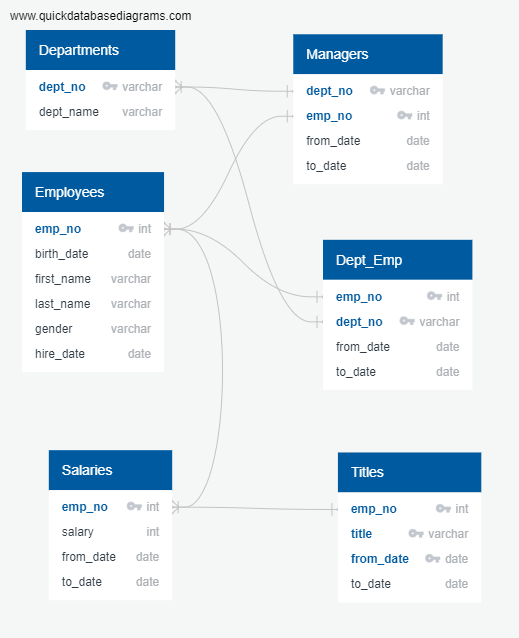 www.quickdatabasediagrams.com
Departments
dept_no varchar
dept_name varchar
Managers
dept_no varchar
emp_no int
from_date date
to_date date
Employees
emp_no int
birth_date date
first_name varchar
last_name varchar
gender varchar
hire_date date
Dept_Emp
emp_no int
dept_no varchar
from_date date
to_date date
Salaries
emp_no int
salary int
from_date date
to_date date
Titles
emp_no int
title varchar
from_date date
to_date date